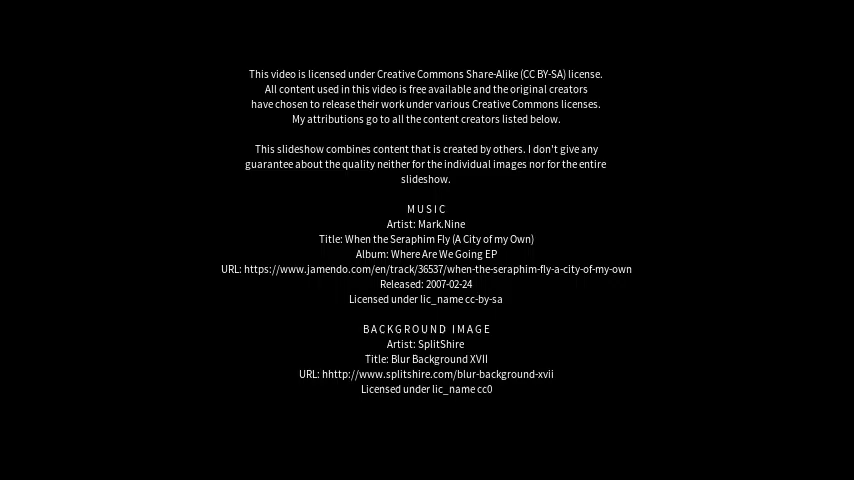 This video is licensed under Creative Commons Share-Alike (CC BY-SA) license.
All content used in this video is free available and the original creators
have chosen to release their work under various Creative Commons licenses.
My attributions go to all the content creators listed below.
This slideshow combines content that is created by others. I don't give any
guarantee about the quality neither for the individual images nor for the entire
slideshow.
MUSIC
Artist: Mark.Nine
Title: When the Seraphim Fly (A City of my Own)
Album: Where Are We Going EP
URL: https://www.jamendo.com/en/track/36537/when-the-seraphim-fly-a-city-of-my-own
Released: 2007-02-24
Licensed under lic_name cc-by-sa
BACKGROUND IMAGE
Artist: SplitShire
Title: Blur Background XVII
URL: hhttp://www.splitshire.com/blur-background-xvii
Licensed under lic_name cc0